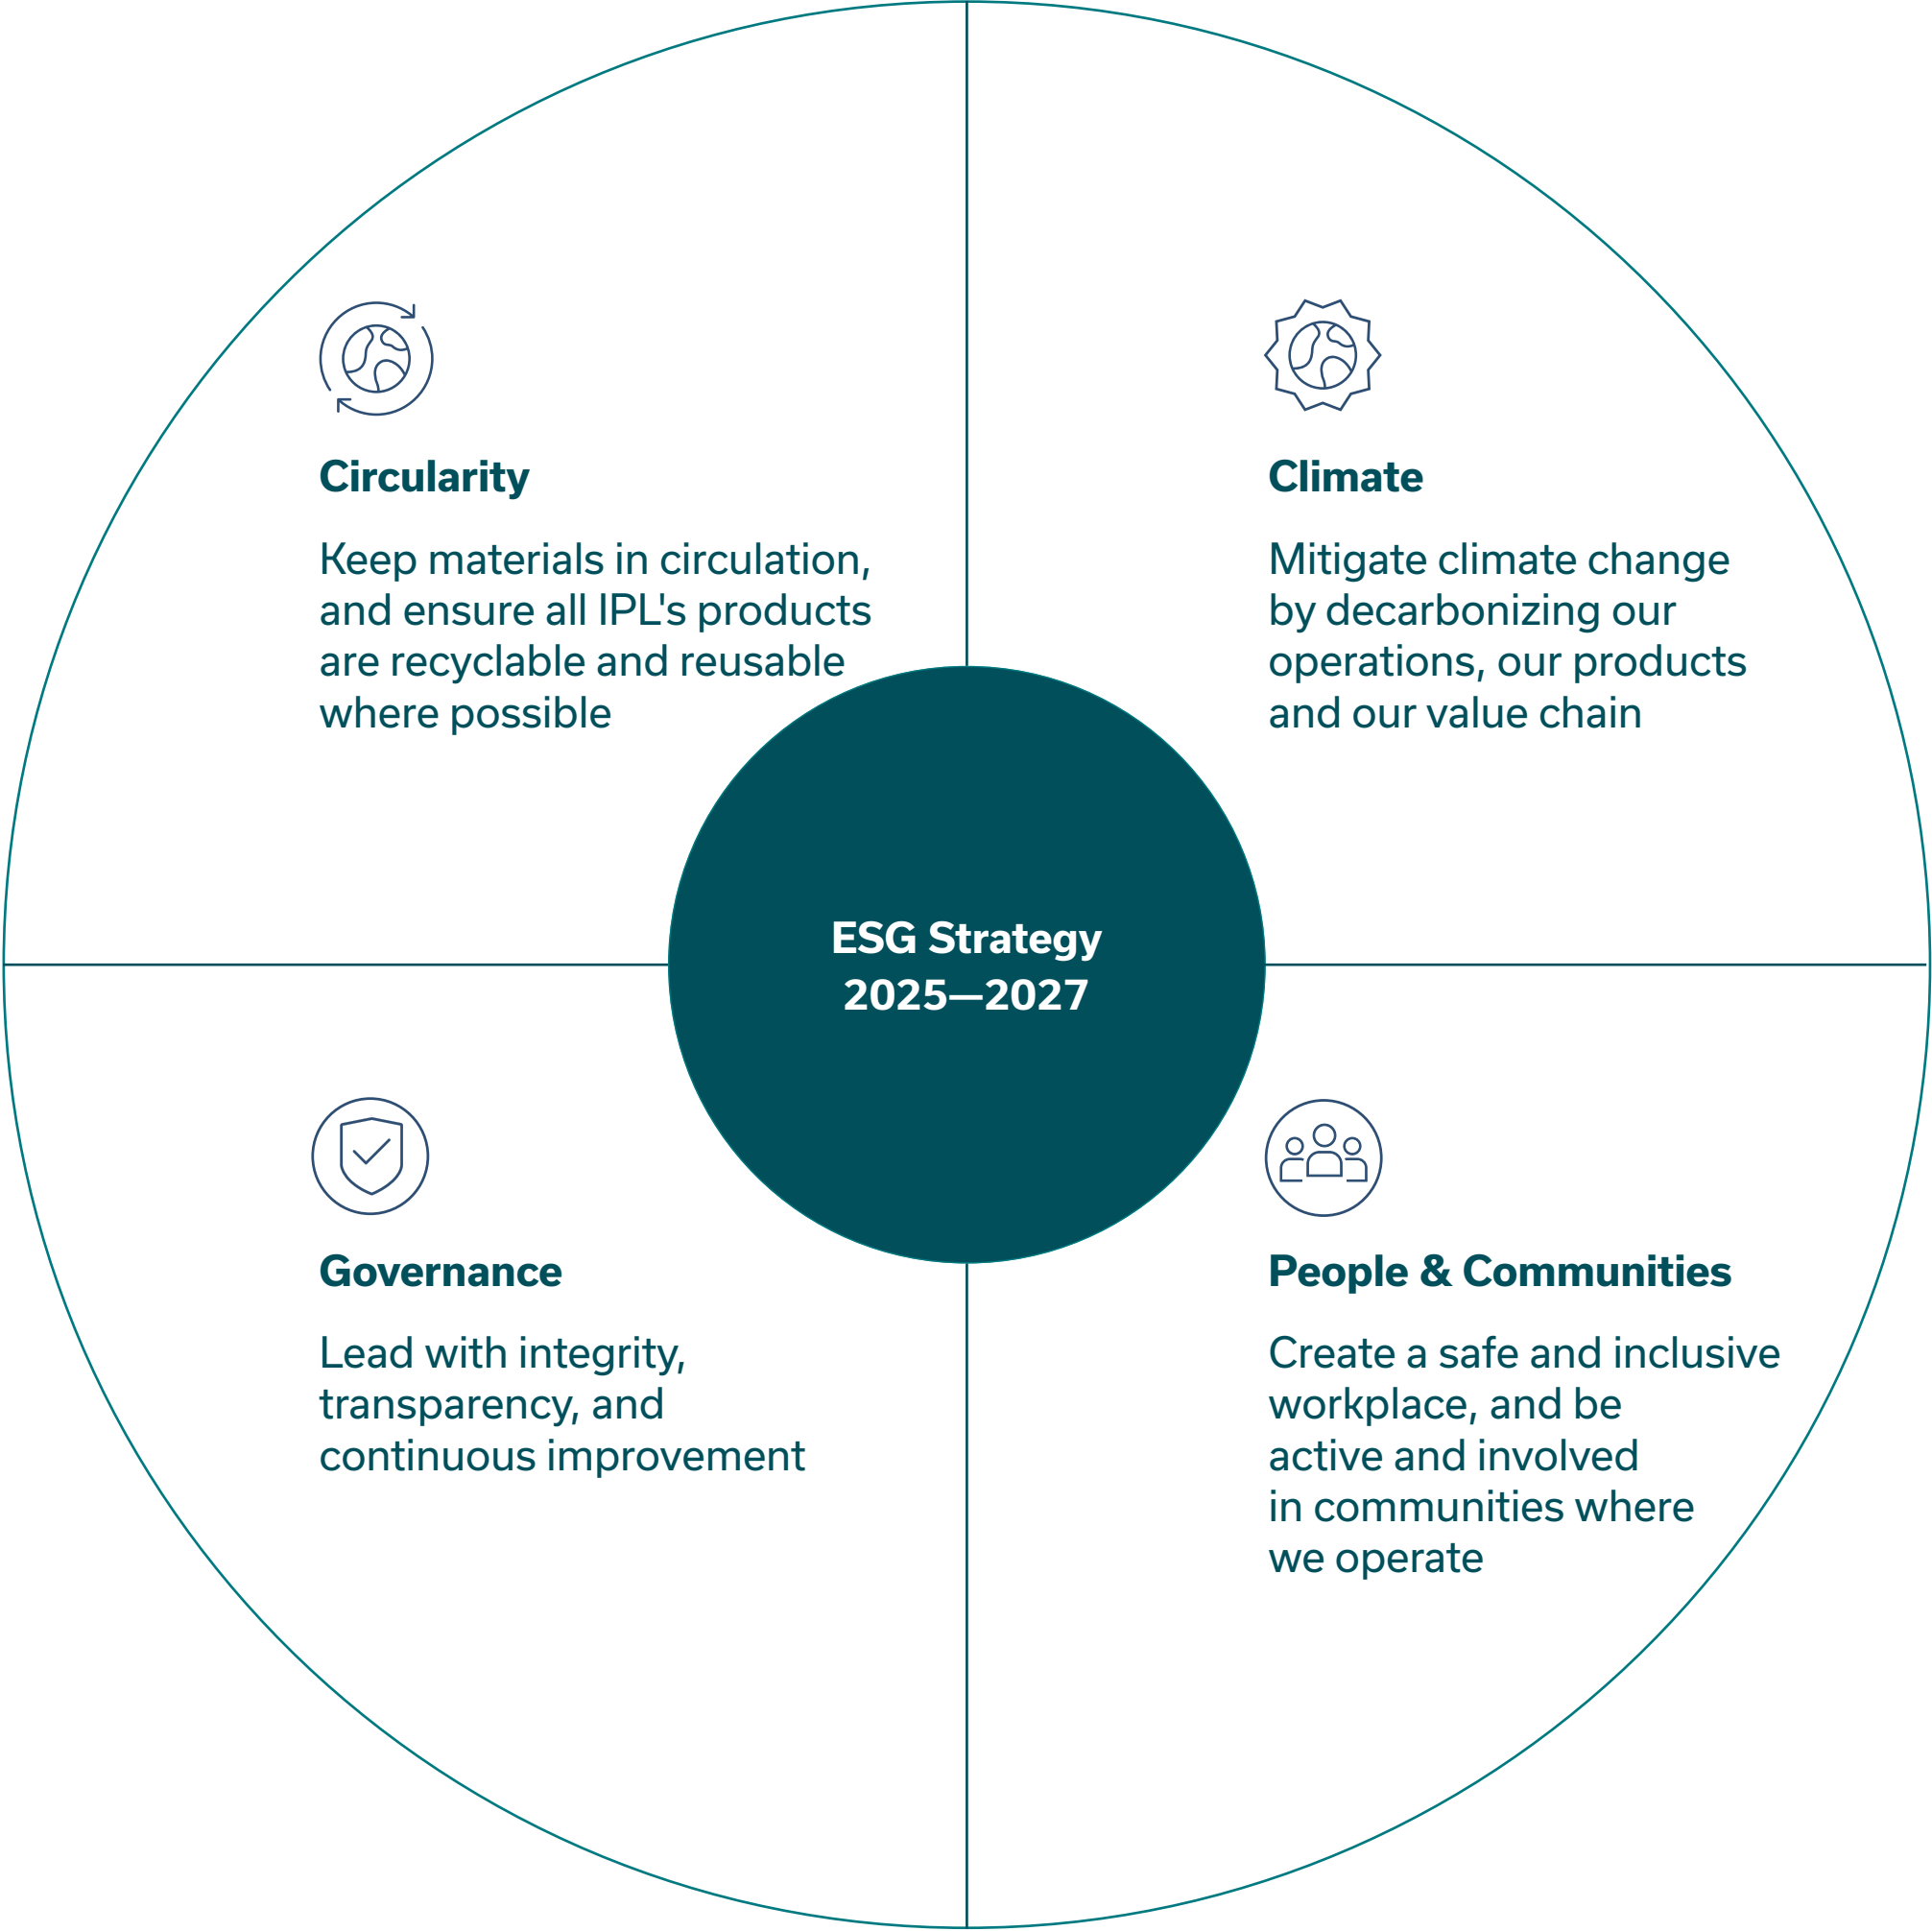 Circularity
Keep materials in circulation,
and ensure all IPL's products
are recyclable and reusable
where possible
Climate
Mitigate climate change
by decarbonizing our
operations, our products
and our value chain
ESG Strategy
2025—2027
Governance
Lead with integrity,
transparency, and
continuous improvement
People & Communities
Create a safe and inclusive
workplace, and be
active and involved
in communities where
we operate